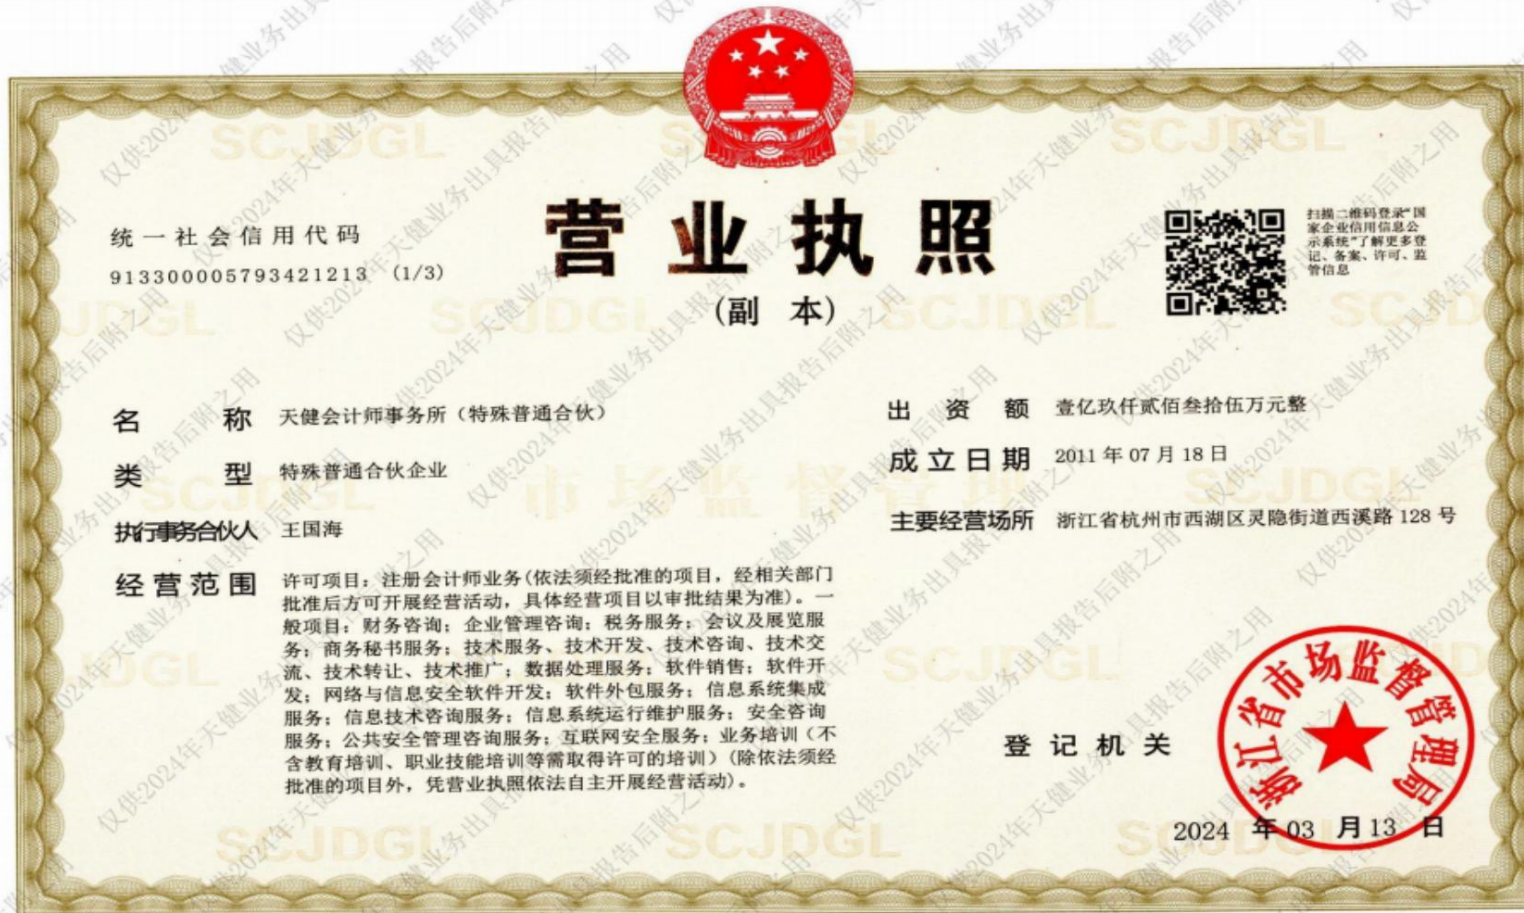 统一社会信用代码
913300005793421213 (1/3)
营业执照
(副 本)
扫描二维码登录“国
家企业信用信息公
示系统”了解更多登
记、备案、许可、监
管信息
名称 天健会计师事务所（特殊普通合伙）
类型 特殊普通合伙企业
执行事务合伙人 王国海
经营范围 许可项目：注册会计师业务(依法须经批准的项目，经相关部门
批准后方可开展经营活动，具体经营项目以审批结果为准)。一
般项目：财务咨询；企业管理咨询；税务服务；会议及展览服
务；商务秘书服务；技术服务、技术开发、技术咨询、技术交
流、技术转让、技术推广；数据处理服务；软件销售；软件开
发；网络与信息安全软件开发；软件外包服务；信息系统集成
服务；信息技术咨询服务；信息系统运行维护服务；安全咨询
服务；公共安全管理咨询服务；互联网安全服务；业务培训（不
含教育培训、职业技能培训等需取得许可的培训）(除依法须经
批准的项目外，凭营业执照依法自主开展经营活动)。
出资额 壹亿玖仟贰佰叁拾伍万元整
成立日期 2011年07月18日
主要经营场所 浙江省杭州市西湖区灵隐街道西溪路128号
登记机关
浙江省市场监督管理局
2024 年 03 月 13 日
SCJDGL
市场监督管理
仅供2024年天健业务出具报告后附之用